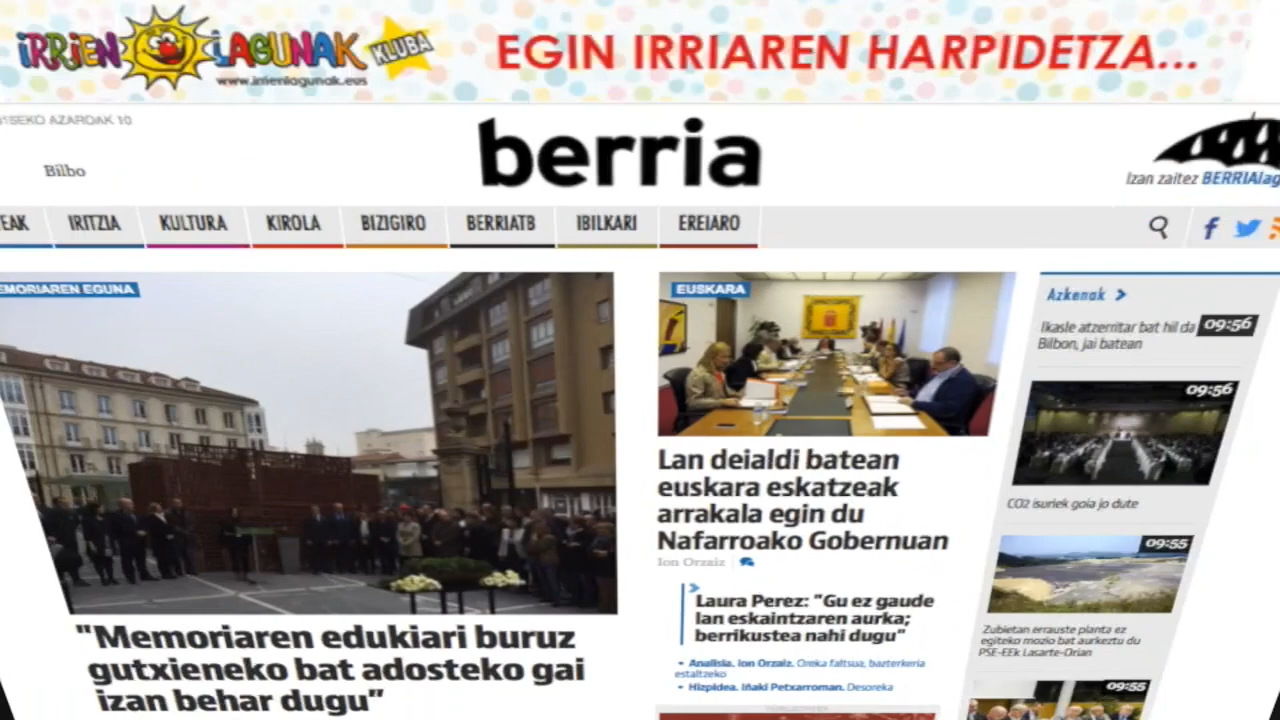 IRRIEN LAGUNAK KLUBA
www.irrienlagunak.eus
EGIN IRRIAREN HARPIDETZA...
AZAROAK 10
Bilbo
berria
Izan zaitez BERRIAlag
EAK IRITZIA KULTURA KIROLA BIZIGIRO BERRIATB IBILKARI EREIARO
EMORIAREN EGUNA
"Memoriaren edukiari buruz
gutxieneko bat adosteko gai
izan behar dugu"
EUSKARA
Lan deialdi batean
euskara eskatzeak
arrakala egin du
Nafarroako Gobernuan
Ion Orzaiz
Laura Perez: "Gu ez gaude
lan eskaintzaren aurka;
berrikustea nahi dugu"
• Analisia. Ion Orzaiz. Oreka faltsua, bazterkeria
estaltzeko
• Hizpidea. Iñaki Petxarroman. Desoreka
Azkenak
Ikasle atzerritar bat hil da 09:56
Bilbon, jai batean
09:56
CO2 isuriek goia jo dute
09:55
Zubietan errauste planta ez
egiteko mozio bat aurkeztu du
PSE-EEk Lasarte-Orian
09:55